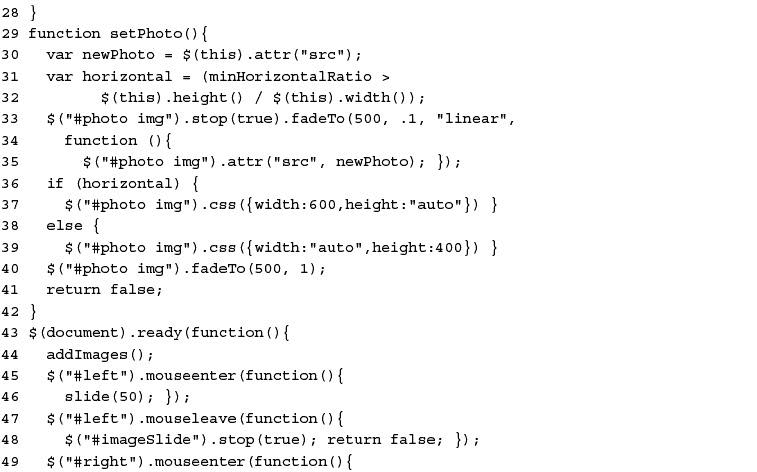 28 }
29 function setPhoto(){
30   var newPhoto = $(this).attr("src");
31   var horizontal = (minHorizontalRatio >
32         $(this).height() / $(this).width());
33   $("#photo img").stop(true).fadeTo(500, .1, "linear",
34     function (){
35       $("#photo img").attr("src", newPhoto); });
36   if (horizontal) {
37     $("#photo img").css({width:600,height:"auto"}) }
38   else {
39     $("#photo img").css({width:"auto",height:400}) }
40   $("#photo img").fadeTo(500, 1);
41   return false;
42 }
43 $(document).ready(function(){
44   addImages();
45   $("#left").mouseenter(function(){
46     slide(50); });
47   $("#left").mouseleave(function(){
48     $("#imageSlide").stop(true); return false; });
49   $("#right").mouseenter(function(){